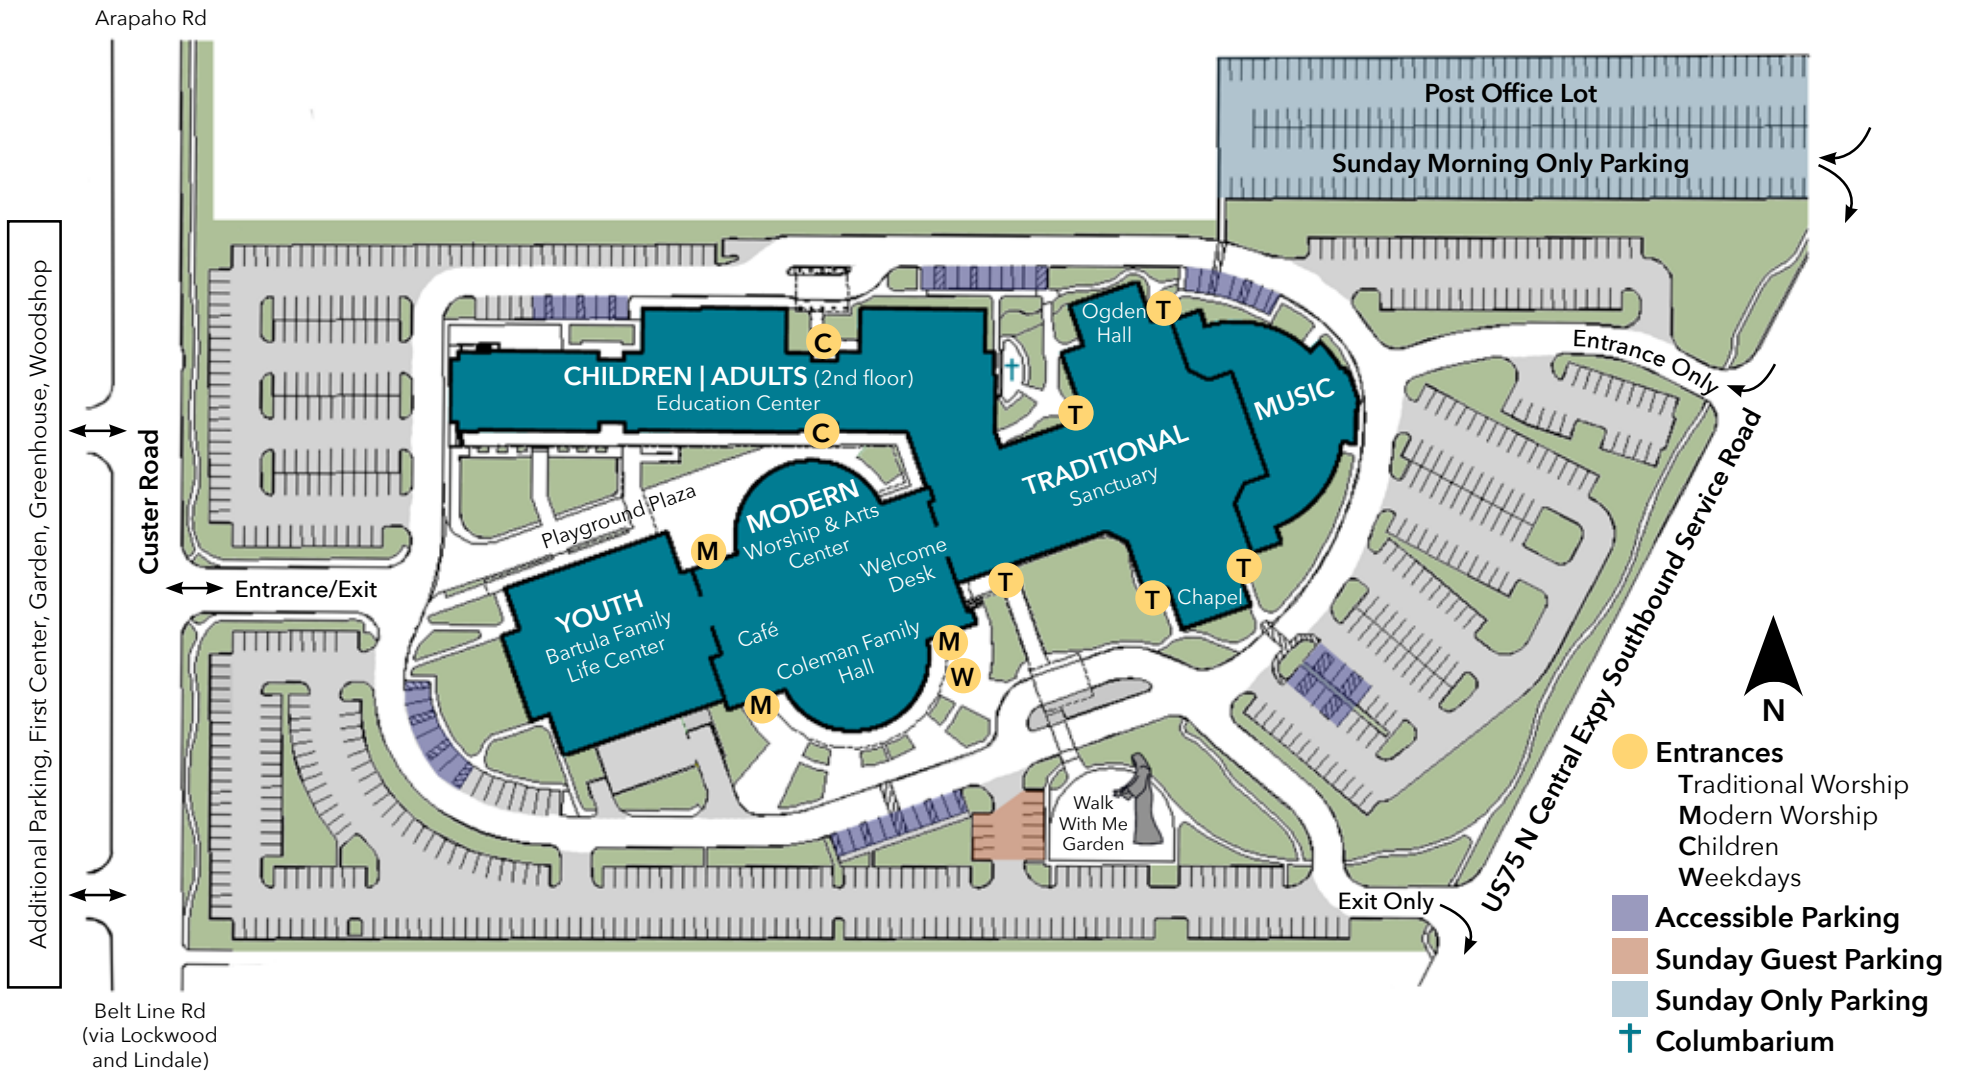 Arapaho Rd
Post Office Lot
Sunday Morning Only Parking
Additional Parking, First Center, Garden, Greenhouse, Woodshop
Custer Road
Entrance/Exit
Ogden
Hall
T
C
CHILDREN | ADULTS (2nd floor)
Education Center
C
T
MUSIC
TRADITIONAL
Sanctuary
Entrance Only
US75 N Central Expy Southbound Service Road
Playground Plaza
M
MODERN
Worship & Arts
Center
Welcome
Desk
T
T
T
Chapel
YOUTH
Bartula Family
Life Center
Café
Coleman Family
Hall
M
W
M
Walk
With Me
Garden
Exit Only
N
Entrances
Traditional Worship
Modern Worship
Children
Weekdays
Accessible Parking
Sunday Guest Parking
Sunday Only Parking
Columbarium
Belt Line Rd
(via Lockwood
and Lindale)